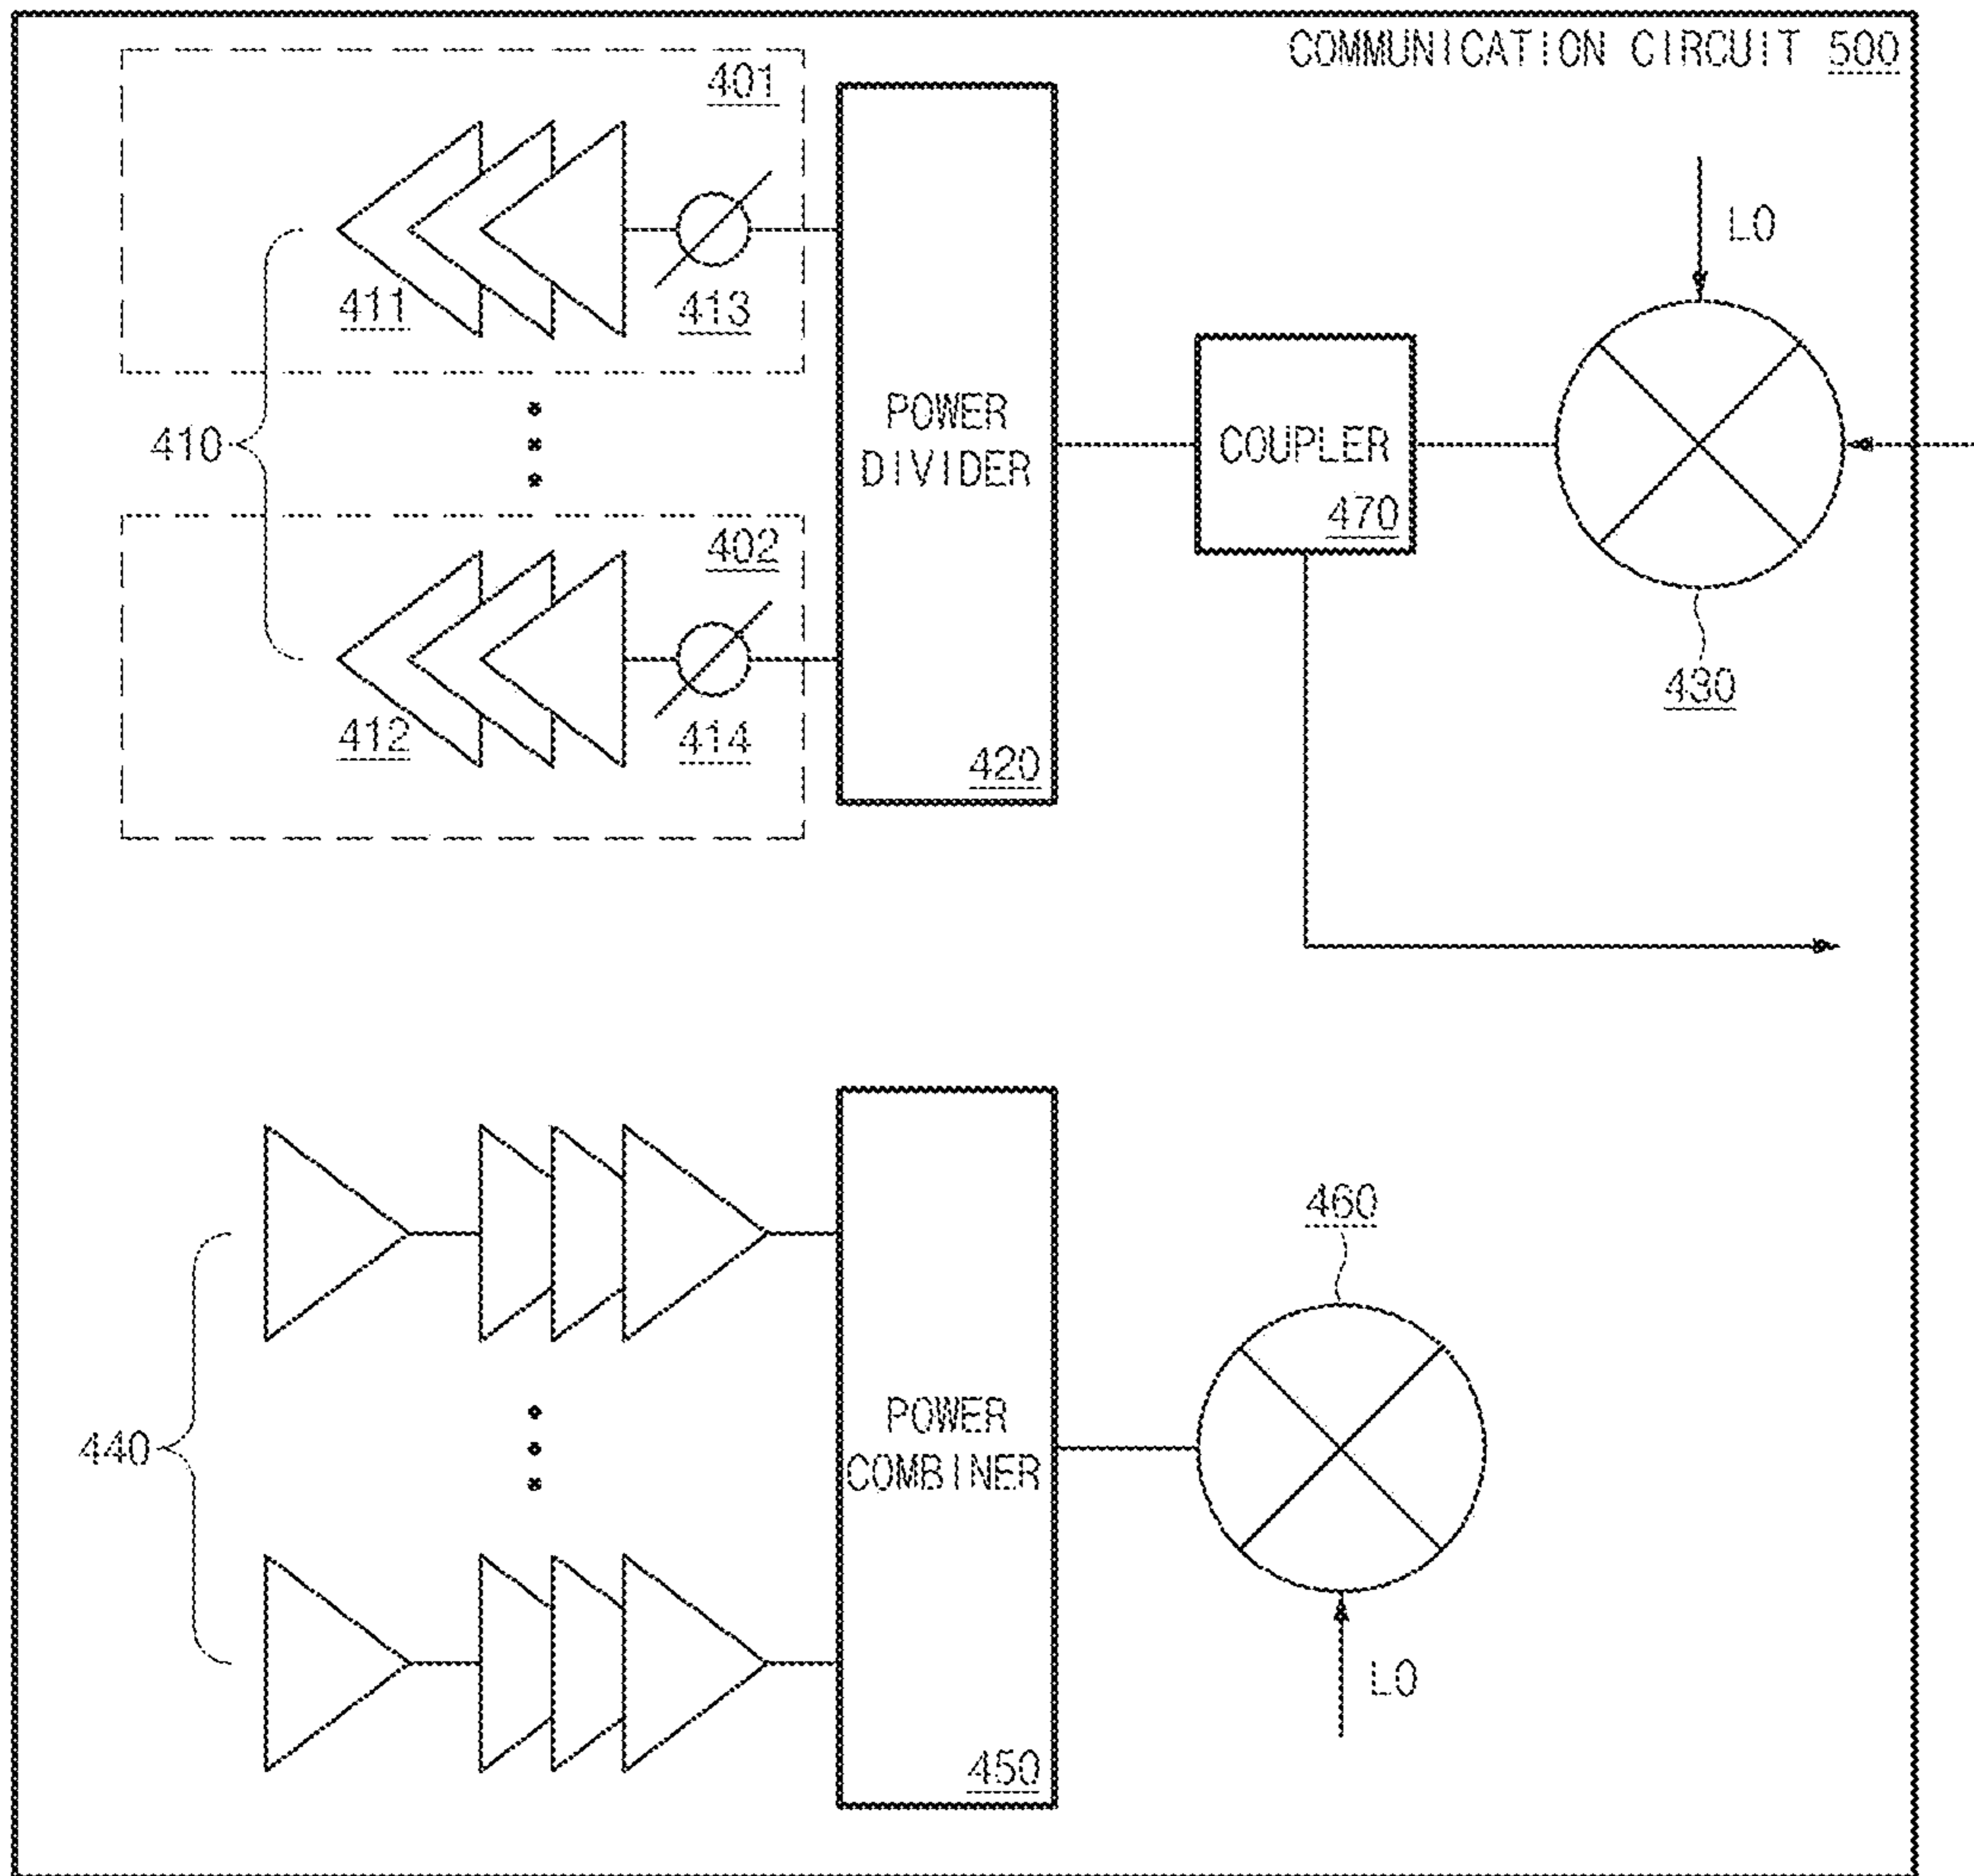 COMMUNICATION CIRCUIT 500
401
LO
411
413
410
POWER
DIVIDER
COUPLER
470
402
430
412
414
420
460
440
POWER
COMBINER
LO
450